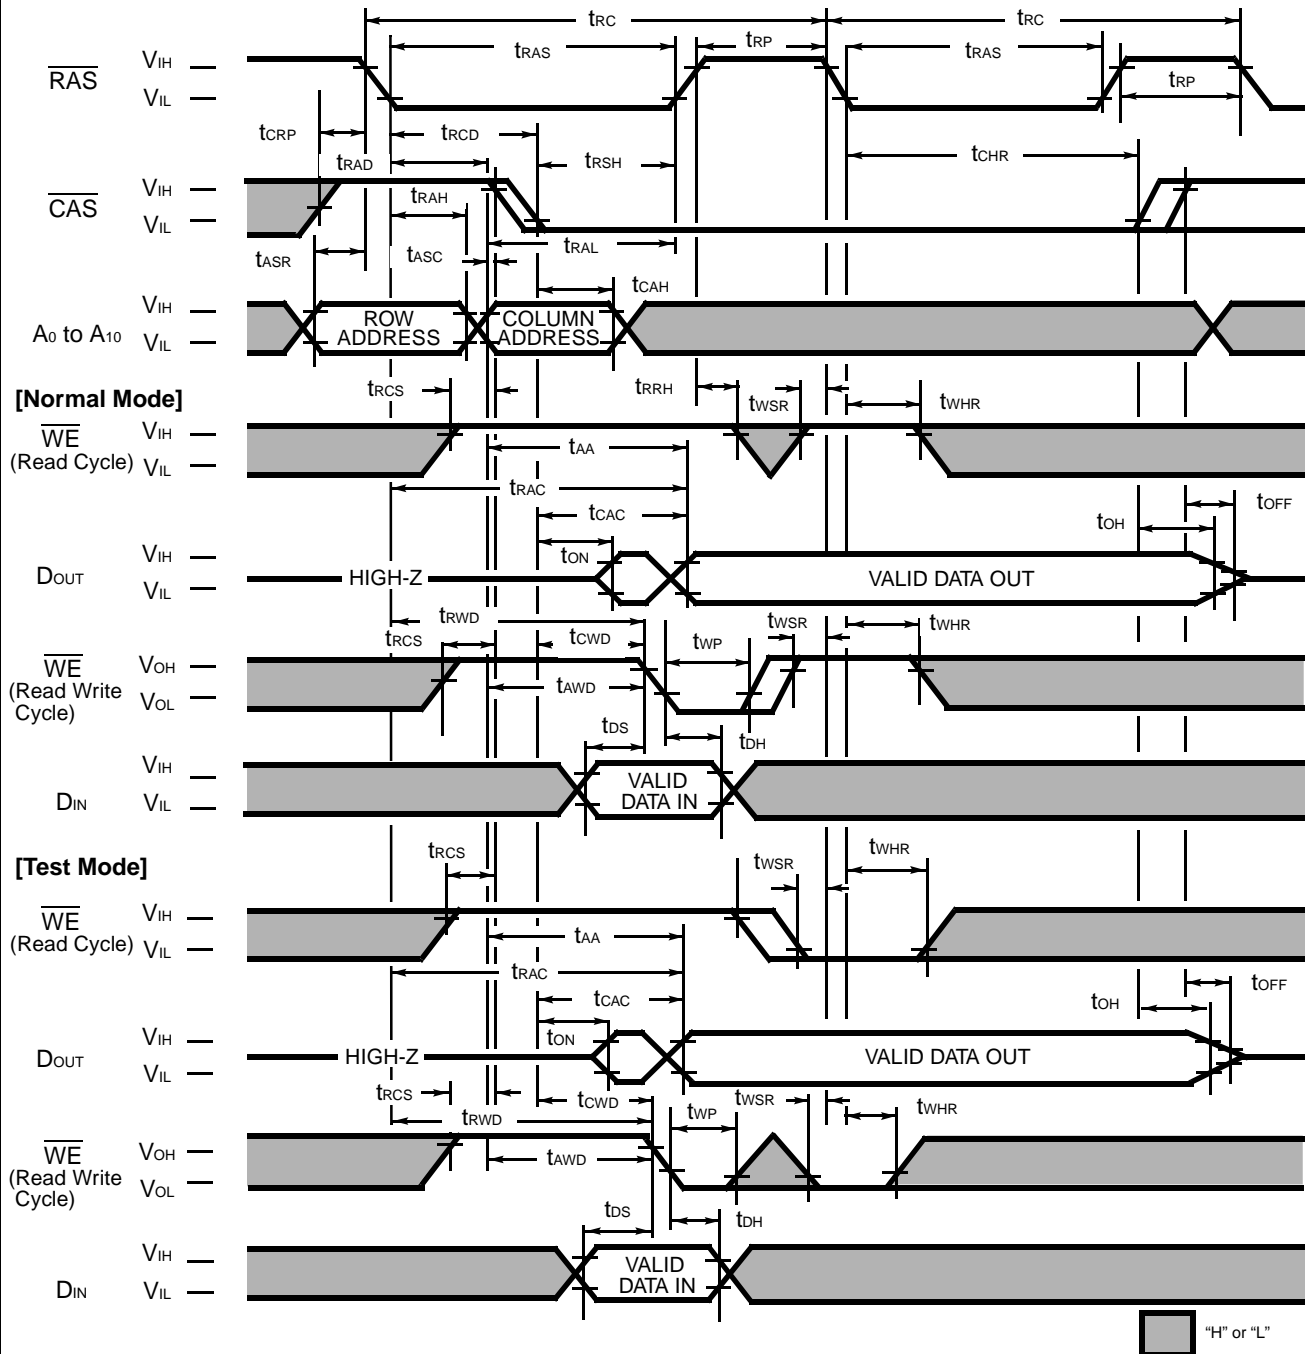 tRC tRC
tRAS tRP tRAS tRP
RAS VIH VIL
tCRP tRCD tRSH tCHR
tRAD
CAS VIH VIL
tRAH
tASR tASC tRAL
tCAH
A0 to A10 VIH VIL
ROW ADDRESS
COLUMN ADDRESS
tRCS tRRH tWSR tWHR
[Normal Mode]
WE (Read Cycle) VIH VIL
tAA
tRAC
tCAC tOH tOFF
tON
DOUT VIH VIL
HIGH-Z VALID DATA OUT
tRWD
tRCS tCWD tWP tWSR tWHR
WE (Read Write Cycle) VOH VOL
tAWD
tDS tDH
DIN VIH VIL
VALID DATA IN
[Test Mode]
tRCS tWSR tWHR
WE (Read Cycle) VIH VIL
tAA
tRAC
tCAC tOH tOFF
tON
DOUT VIH VIL
HIGH-Z VALID DATA OUT
tRCS tCWD tWP tWSR tWHR
tRWD
WE (Read Write Cycle) VOH VOL
tAWD
tDS tDH
DIN VIH VIL
VALID DATA IN
“H” or “L”